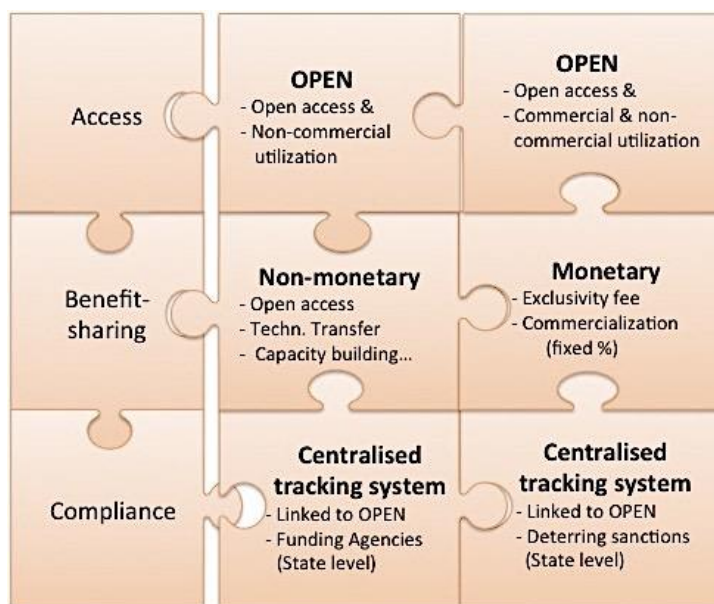 Access
OPEN
- Open access &
- Non-commercial
utilization
OPEN
- Open access &
- Commercial & non-
commercial utilization
Benefit-
sharing
Non-monetary
- Open access
- Techn. Transfer
- Capacity building...
Monetary
- Exclusivity fee
- Commercialization
(fixed %)
Compliance
Centralised
tracking system
- Linked to OPEN
- Funding Agencies
(State level)
Centralised
tracking system
- Linked to OPEN
- Deterring sanctions
(State level)